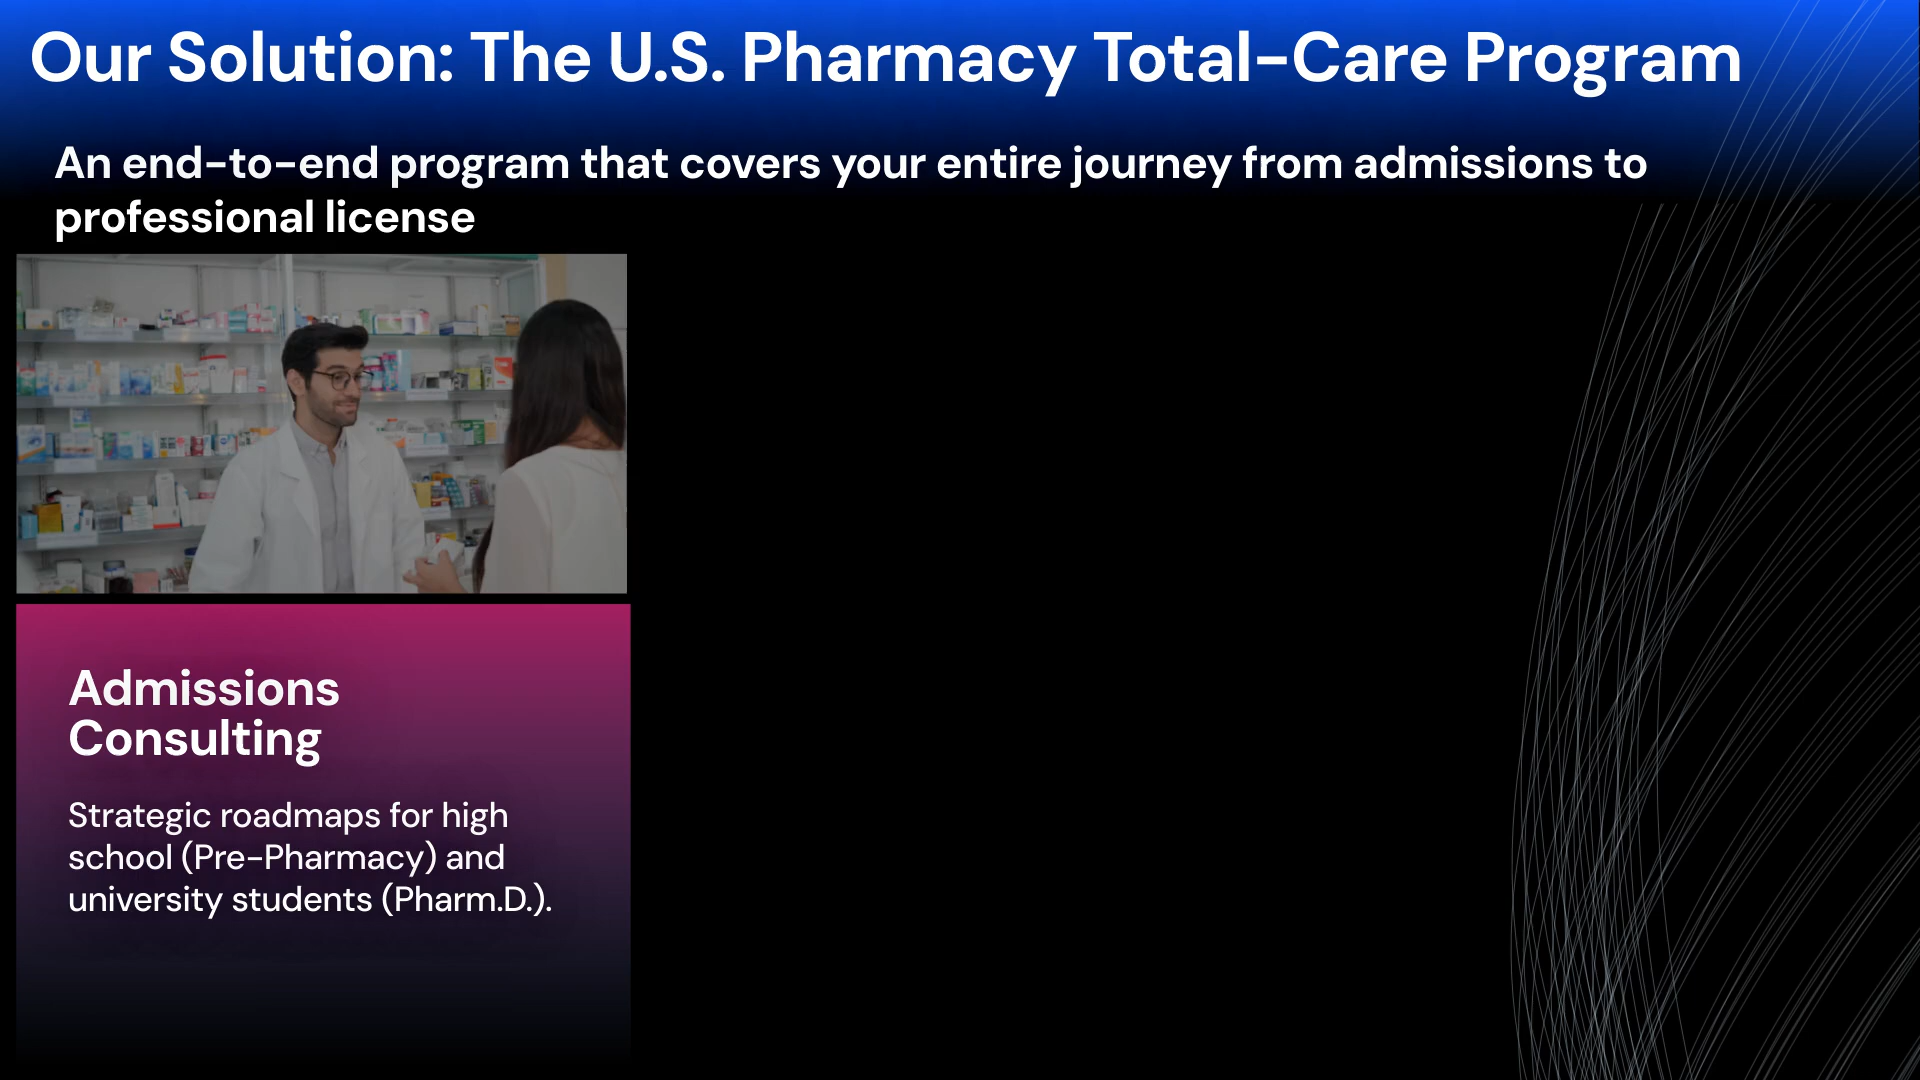 Our Solution: The U.S. Pharmacy Total-Care Program
An end-to-end program that covers your entire journey from admissions to
professional license
Admissions
Consulting
Strategic roadmaps for high
school (Pre-Pharmacy) and
university students (Pharm.D.).